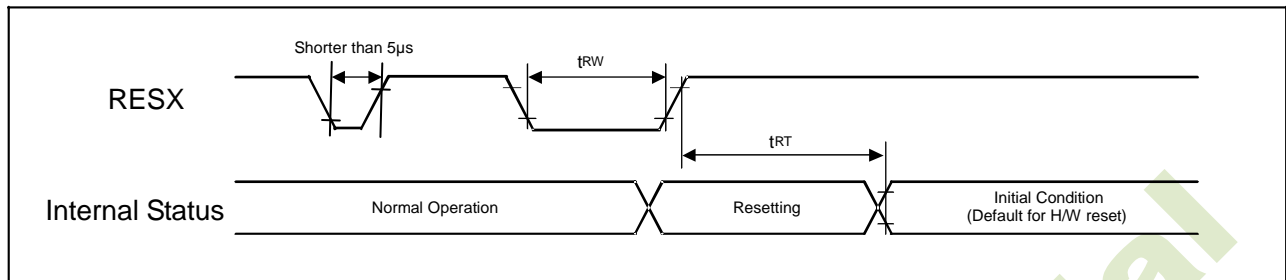 Shorter than 5µs
tRW
RESX
tRT
Internal Status
Normal Operation
Resetting
Initial Condition
(Default for H/W reset)